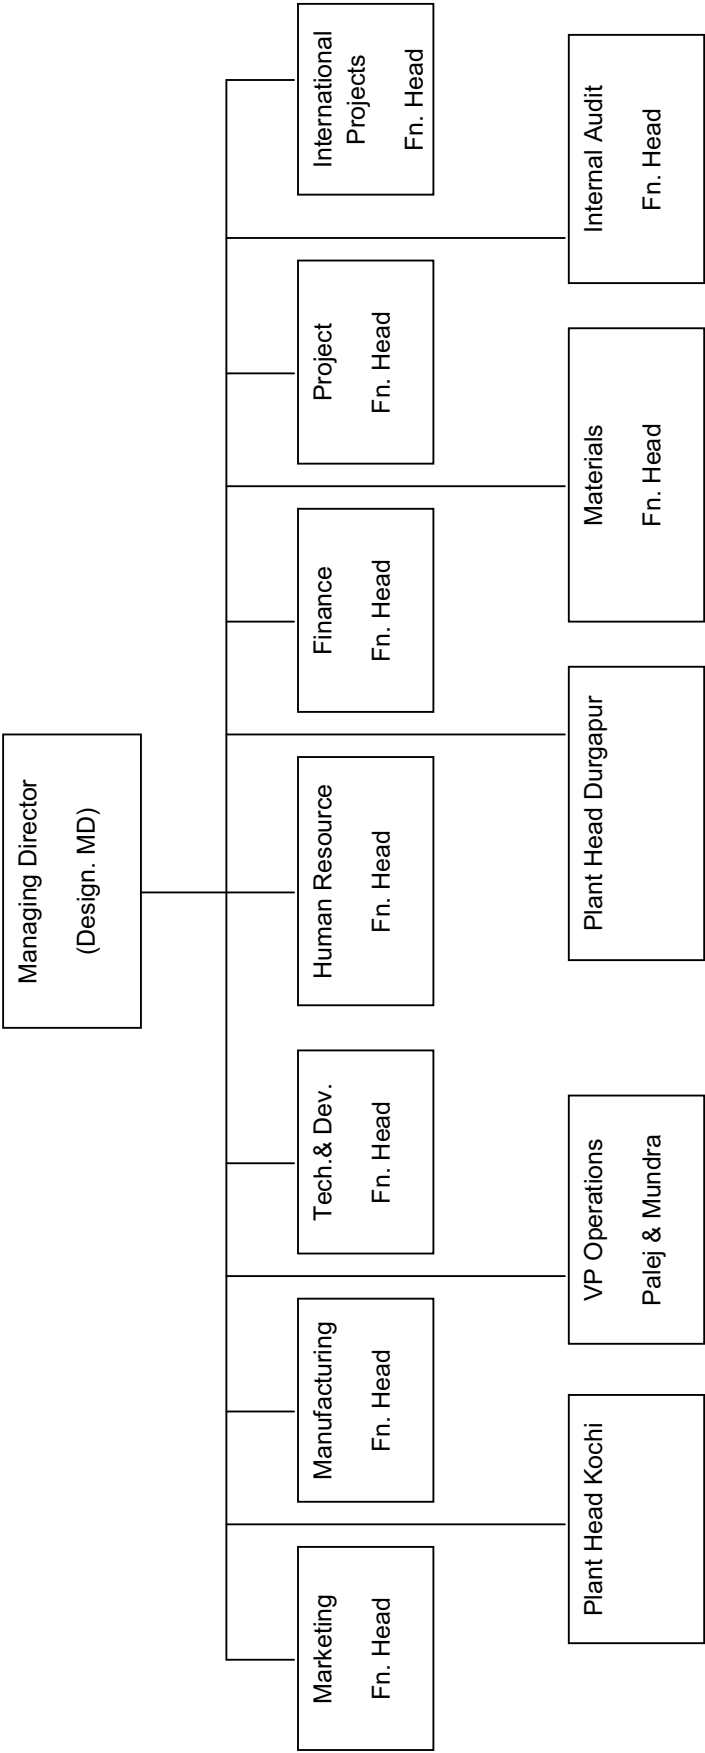 Managing Director
(Design. MD)
Marketing
Fn. Head
Manufacturing
Fn. Head
Tech.& Dev.
Fn. Head
Human Resource
Fn. Head
Finance
Fn. Head
Project
Fn. Head
International
Projects
Fn. Head
Plant Head Kochi
VP Operations
Palej & Mundra
Plant Head Durgapur
Materials
Fn. Head
Internal Audit
Fn. Head